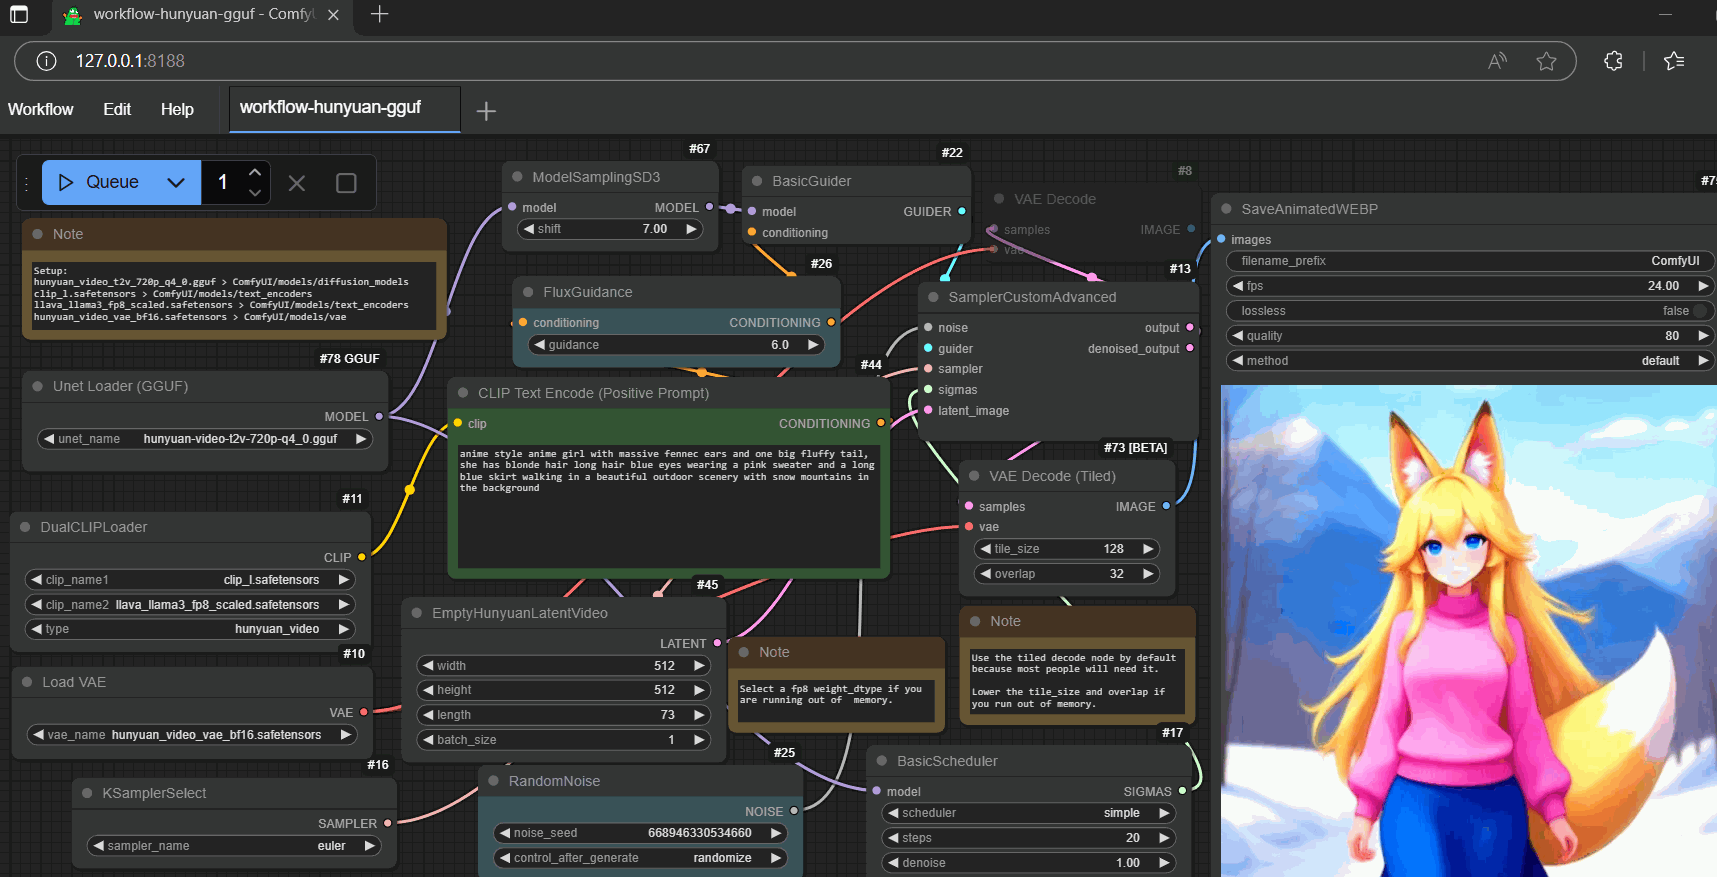 workflow-hunyuan-gguf - ComfyU
127.0.0.1:8188
Workflow
Edit
Help
workflow-hunyuan-gguf
Queue
1
Note
Setup:
hunyuan_video_t2v_720p_q4_0.gguf > ComfyUI/models/diffusion_models
clip_l.safetensors > ComfyUI/models/text_encoders
llava_llama3_fp8_scaled.safetensors > ComfyUI/models/text_encoders
hunyuan_video_vae_bf16.safetensors > ComfyUI/models/vae
#78 GGUF
Unet Loader (GGUF)
MODEL
unet_name hunyuan-video-t2v-720p-q4_0.gguf
#11
DualCLIPLoader
CLIP
clip_name1 clip_l.safetensors
clip_name2 llava_llama3_fp8_scaled.safetensors
type hunyuan_video
#10
Load VAE
VAE
vae_name hunyuan_video_vae_bf16.safetensors
#16
KSamplerSelect
SAMPLER
sampler_name euler
#67
ModelSamplingSD3
model MODEL
shift 7.00
#22
BasicGuider
model GUIDER
conditioning
#26
FluxGuidance
conditioning CONDITIONING
guidance 6.0
#44
CLIP Text Encode (Positive Prompt)
clip CONDITIONING
anime style anime girl with massive fennec ears and one big fluffy tail,
she has blonde hair long hair blue eyes wearing a pink sweater and a long
blue skirt walking in a beautiful outdoor scenery with snow mountains in
the background
#45
EmptyHunyuanLatentVideo
LATENT
width 512
height 512
length 73
batch_size 1
Note
Select a fp8 weight_dtype if you
are running out of memory.
#25
RandomNoise
NOISE
noise_seed 668946330534660
control_after_generate randomize
#8
VAE Decode
samples IMAGE
vae
#13
SamplerCustomAdvanced
noise output
guider denoised_output
sampler
sigmas
latent_image
#73 [BETA]
VAE Decode (Tiled)
samples IMAGE
vae
tile_size 128
overlap 32
Note
Use the tiled decode node by default
because most people will need it.
Lower the tile_size and overlap if
you run out of memory.
#17
BasicScheduler
model SIGMAS
scheduler simple
steps 20
denoise 1.00
SaveAnimatedWEBP
images
filename_prefix ComfyUI
fps 24.00
lossless false
quality 80
method default